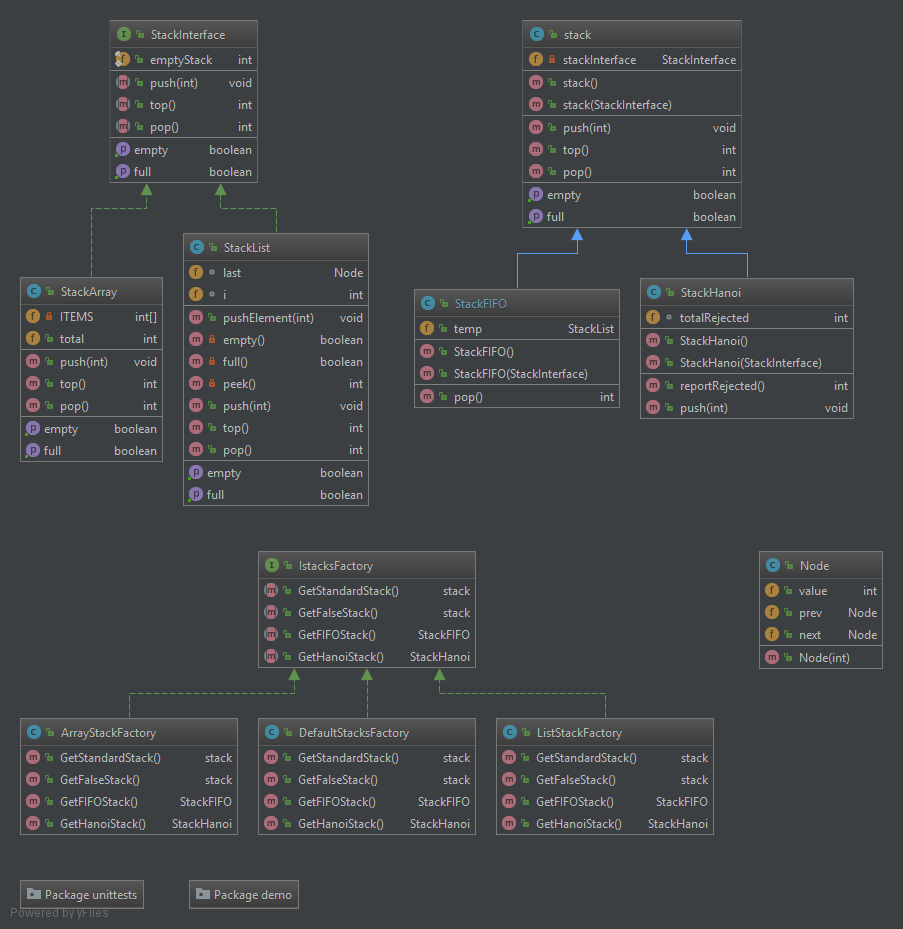 StackInterface
emptyStack int
push(int) void
top() int
pop() int
empty boolean
full boolean
stack
stackInterface StackInterface
stack()
stack(StackInterface)
push(int) void
top() int
pop() int
empty boolean
full boolean
StackArray
ITEMS int[]
total int
push(int) void
top() int
pop() int
empty boolean
full boolean
StackList
last Node
i int
pushElement(int) void
empty() boolean
full() boolean
peek() int
push(int) void
top() int
pop() int
empty boolean
full boolean
StackFIFO
temp StackList
StackFIFO()
StackFIFO(StackInterface)
pop() int
StackHanoi
totalRejected int
StackHanoi()
StackHanoi(StackInterface)
reportRejected() int
push(int) void
IstacksFactory
GetStandardStack() stack
GetFalseStack() stack
GetFIFOStack() StackFIFO
GetHanoiStack() StackHanoi
Node
value int
prev Node
next Node
Node(int)
ArrayStackFactory
GetStandardStack() stack
GetFalseStack() stack
GetFIFOStack() StackFIFO
GetHanoiStack() StackHanoi
DefaultStacksFactory
GetStandardStack() stack
GetFalseStack() stack
GetFIFOStack() StackFIFO
GetHanoiStack() StackHanoi
ListStackFactory
GetStandardStack() stack
GetFalseStack() stack
GetFIFOStack() StackFIFO
GetHanoiStack() StackHanoi
Package unittests
Package demo
Powered by yFiles